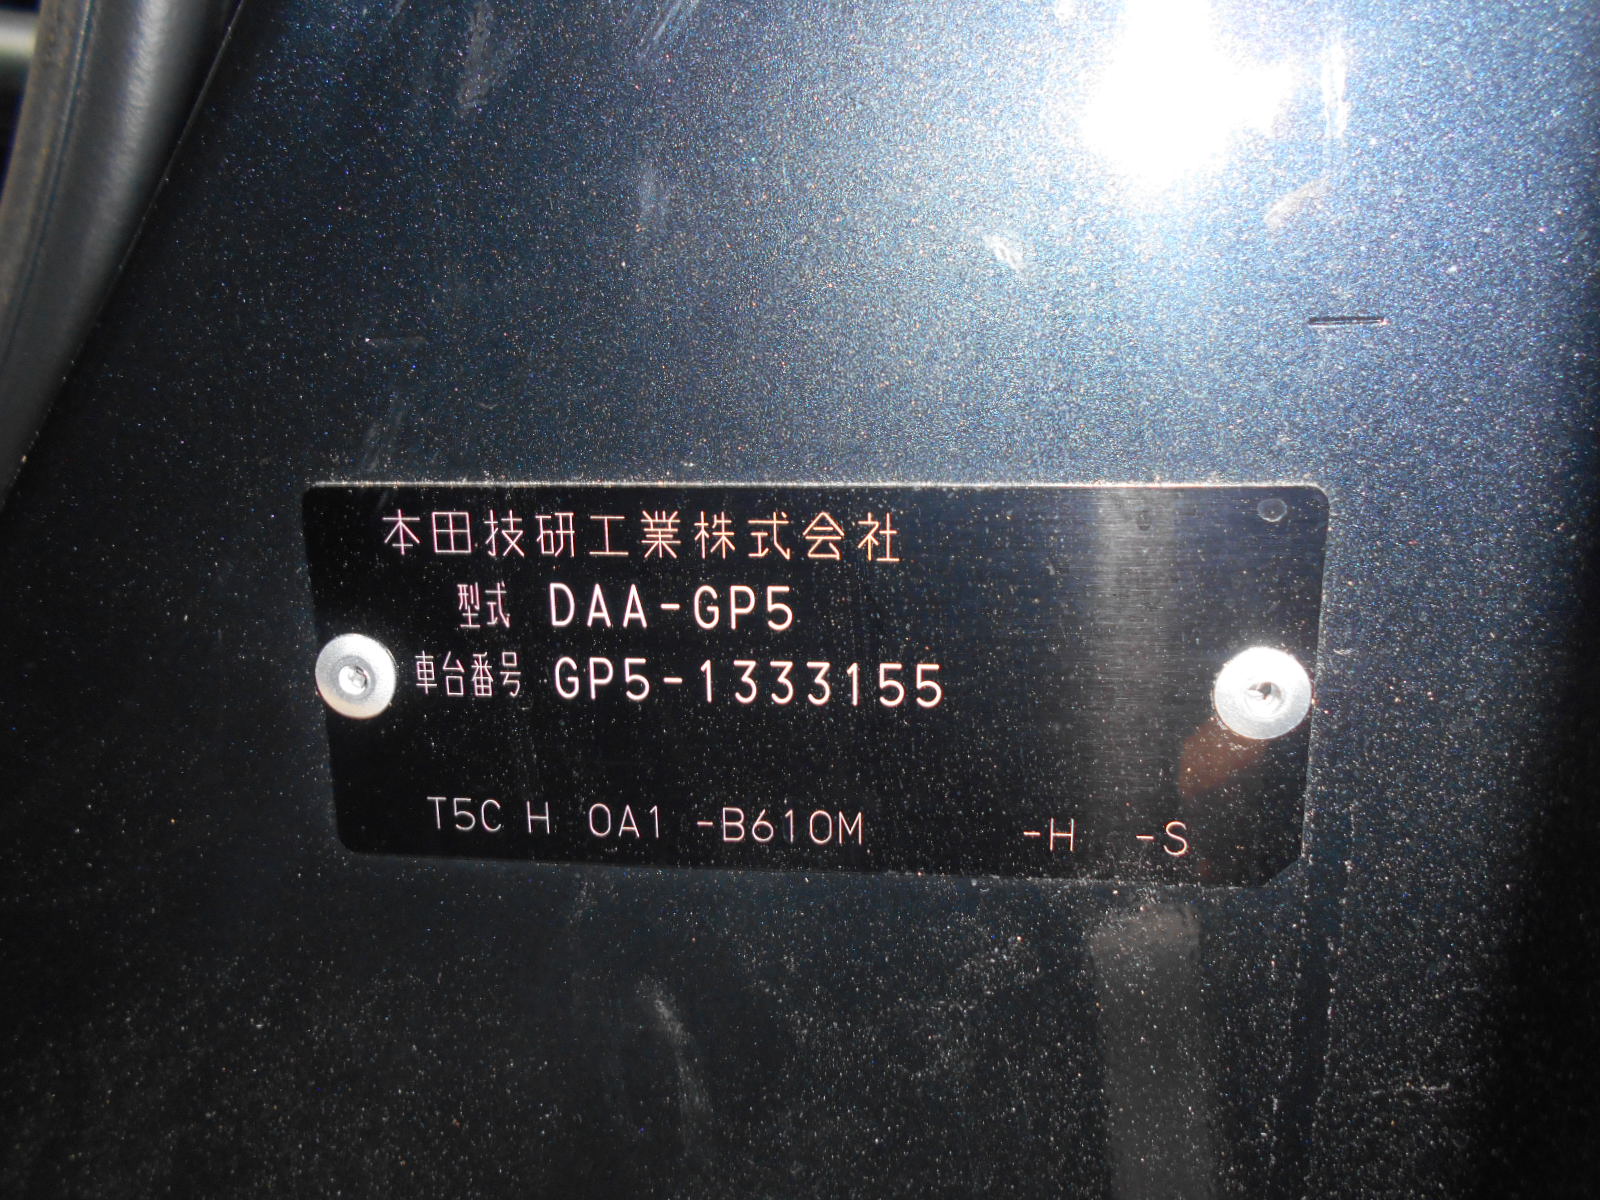 本田技研工業株式会社
型式 DAA-GP5
車台番号 GP5-1333155
T5C H 0A1 -B610M -H -S